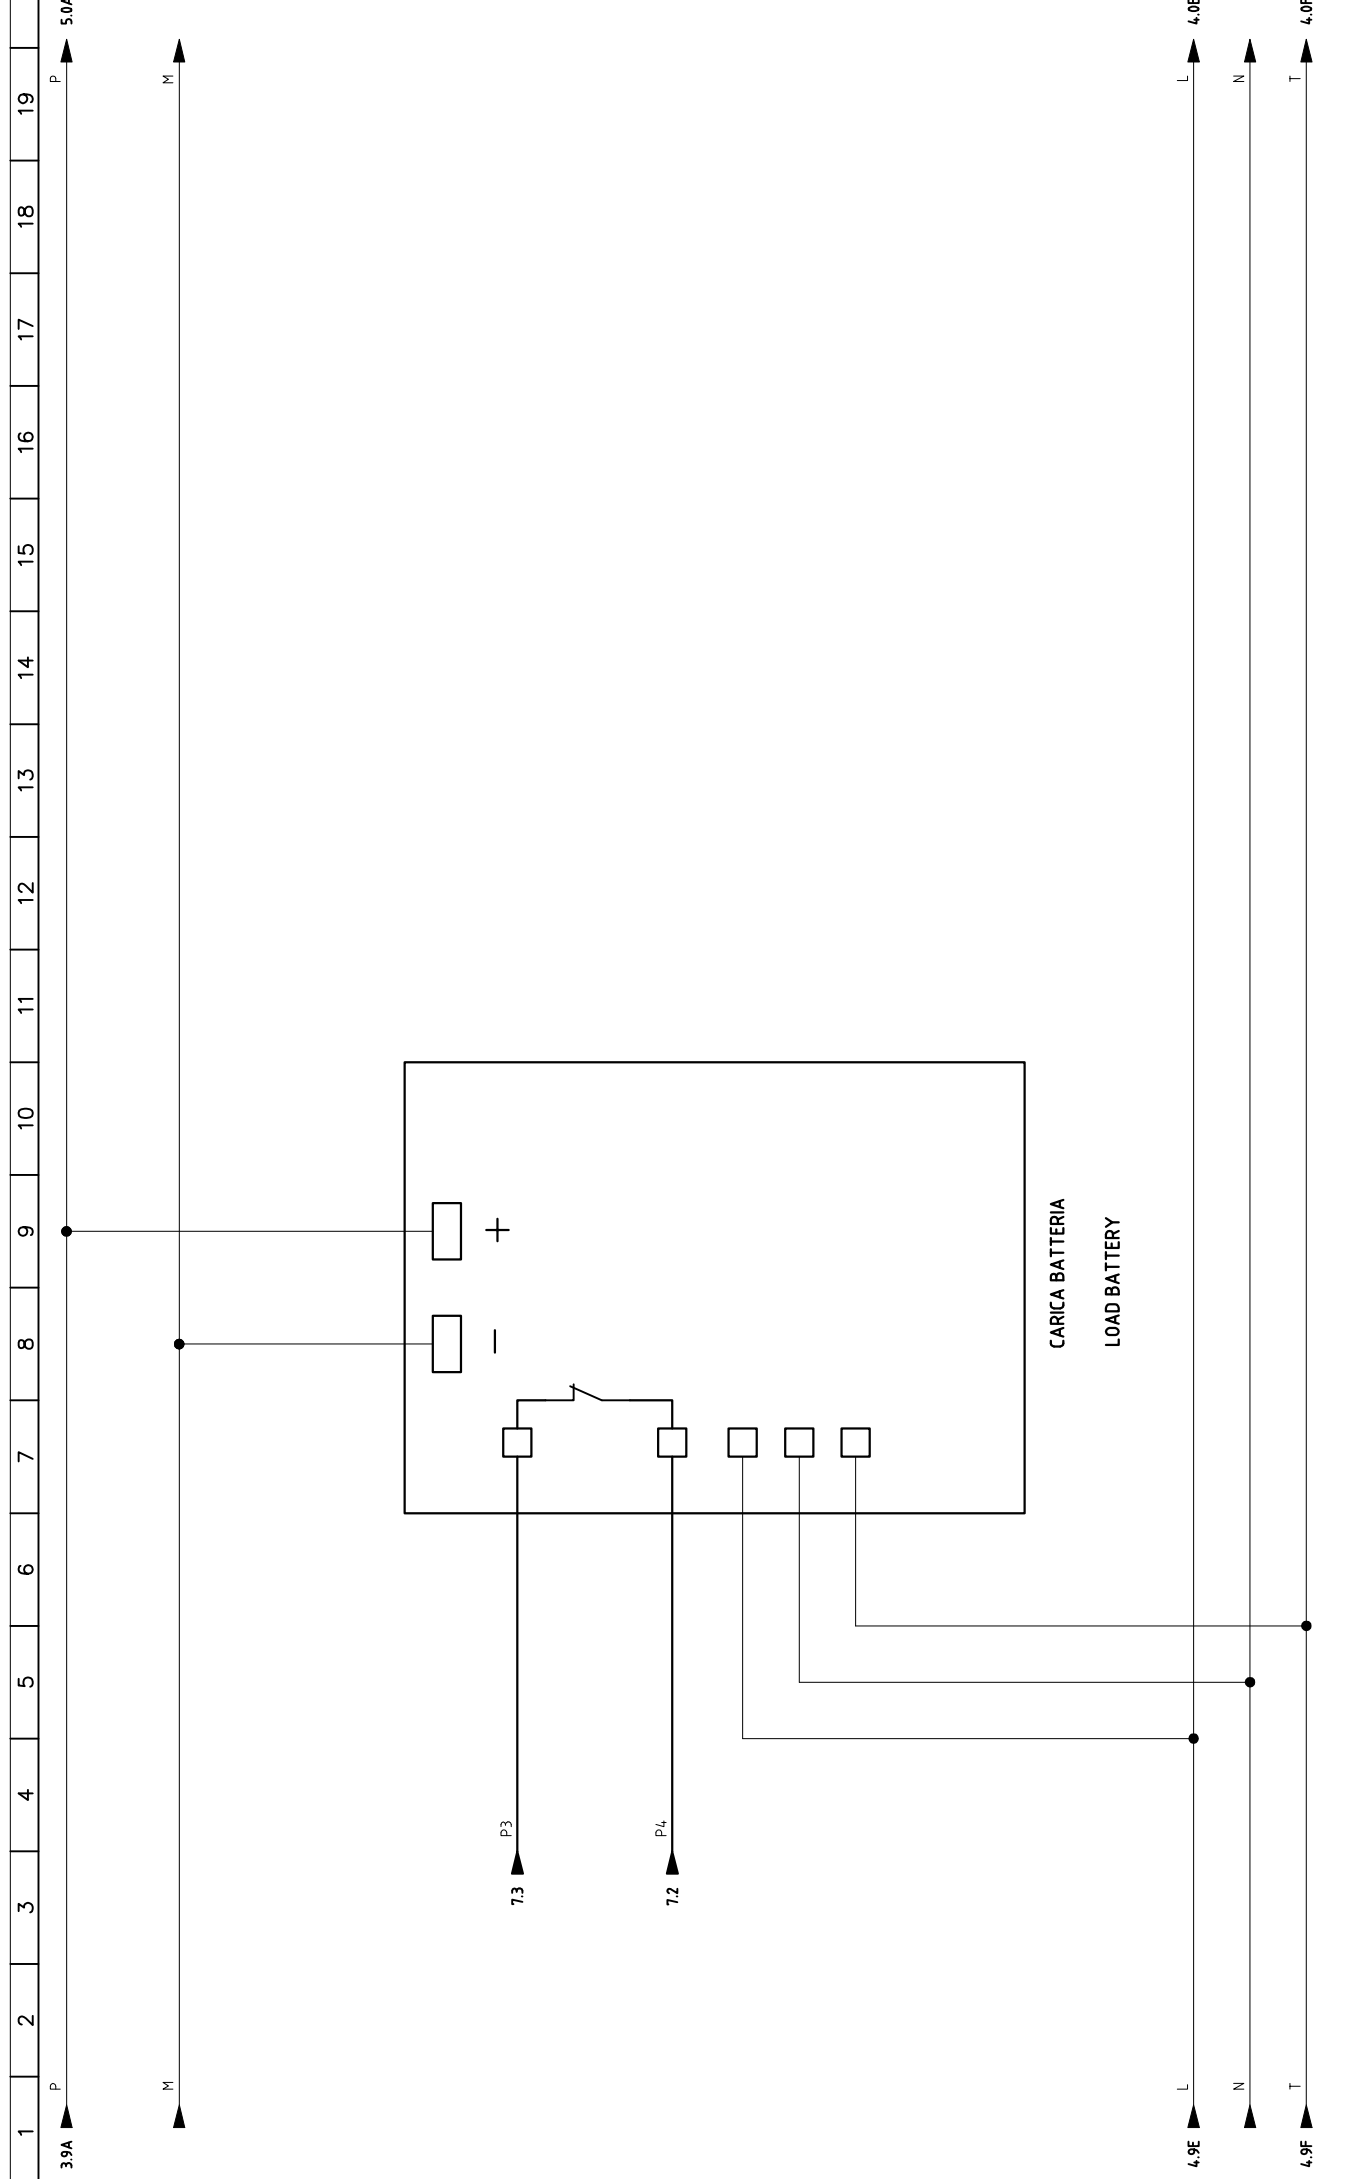 1 2 3 4 5 6 7 8 9 10 11 12 13 14 15 16 17 18 19
P P
3.9A 5.0A
M M
+
−
P3
7.3
P4
7.2
CARICA BATTERIA
LOAD BATTERY
L L
4.9E 4.0E
N N
T T
4.9F 4.0F